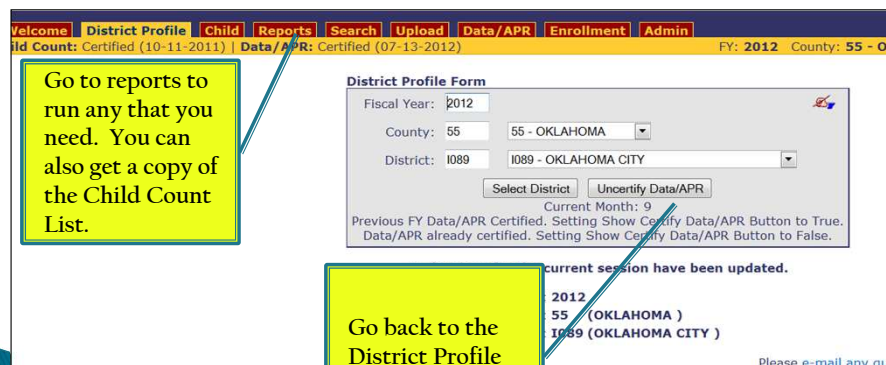 Welcome District Profile Child Reports Search Upload Data/APR Enrollment Admin
ild Count: Certified (10-11-2011) | Data/APR: Certified (07-13-2012) FY: 2012 County: 55 - O
Go to reports to
run any that you
need. You can
also get a copy of
the Child Count
List.
District Profile Form
Fiscal Year: 2012
County: 55 55 - OKLAHOMA
District: I089 I089 - OKLAHOMA CITY
Select District Uncertify Data/APR
Current Month: 9
Previous FY Data/APR Certified. Setting Show Certify Data/APR Button to True.
Data/APR already certified. Setting Show Certify Data/APR Button to False.
current session have been updated.
2012
55 (OKLAHOMA )
I089 (OKLAHOMA CITY )
Go back to the
District Profile
Please e-mail any qu